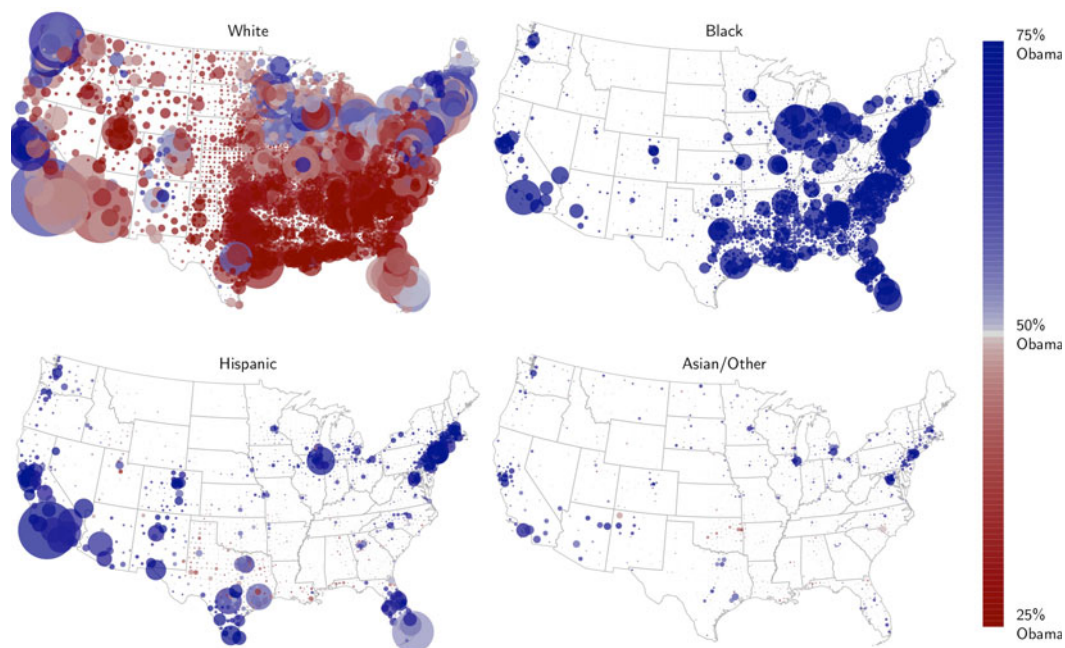 White
Black
75%
Obama
50%
Obama
Hispanic
Asian/Other
25%
Obama